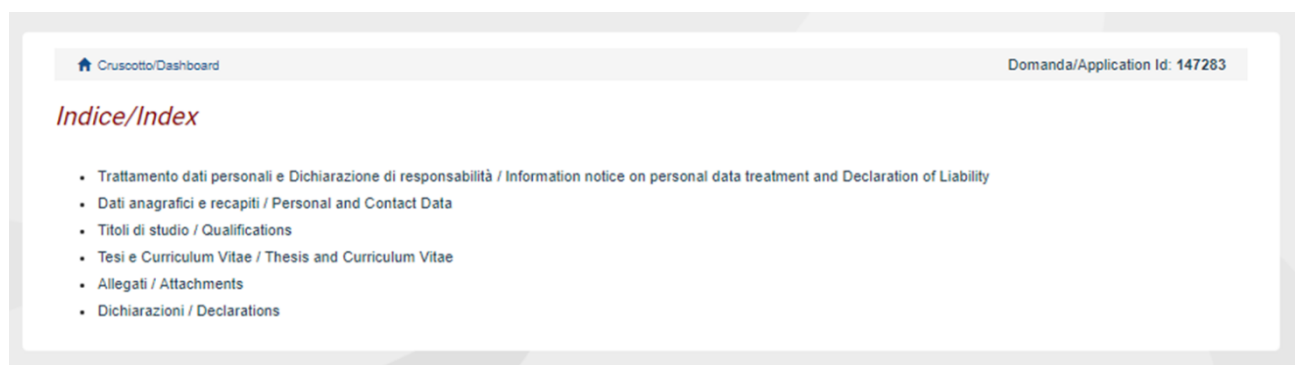 Cruscotto/Dashboard Domanda/Application Id: 147283
Indice/Index
• Trattamento dati personali e Dichiarazione di responsabilità / Information notice on personal data treatment and Declaration of Liability
• Dati anagrafici e recapiti / Personal and Contact Data
• Titoli di studio / Qualifications
• Tesi e Curriculum Vitae / Thesis and Curriculum Vitae
• Allegati / Attachments
• Dichiarazioni / Declarations